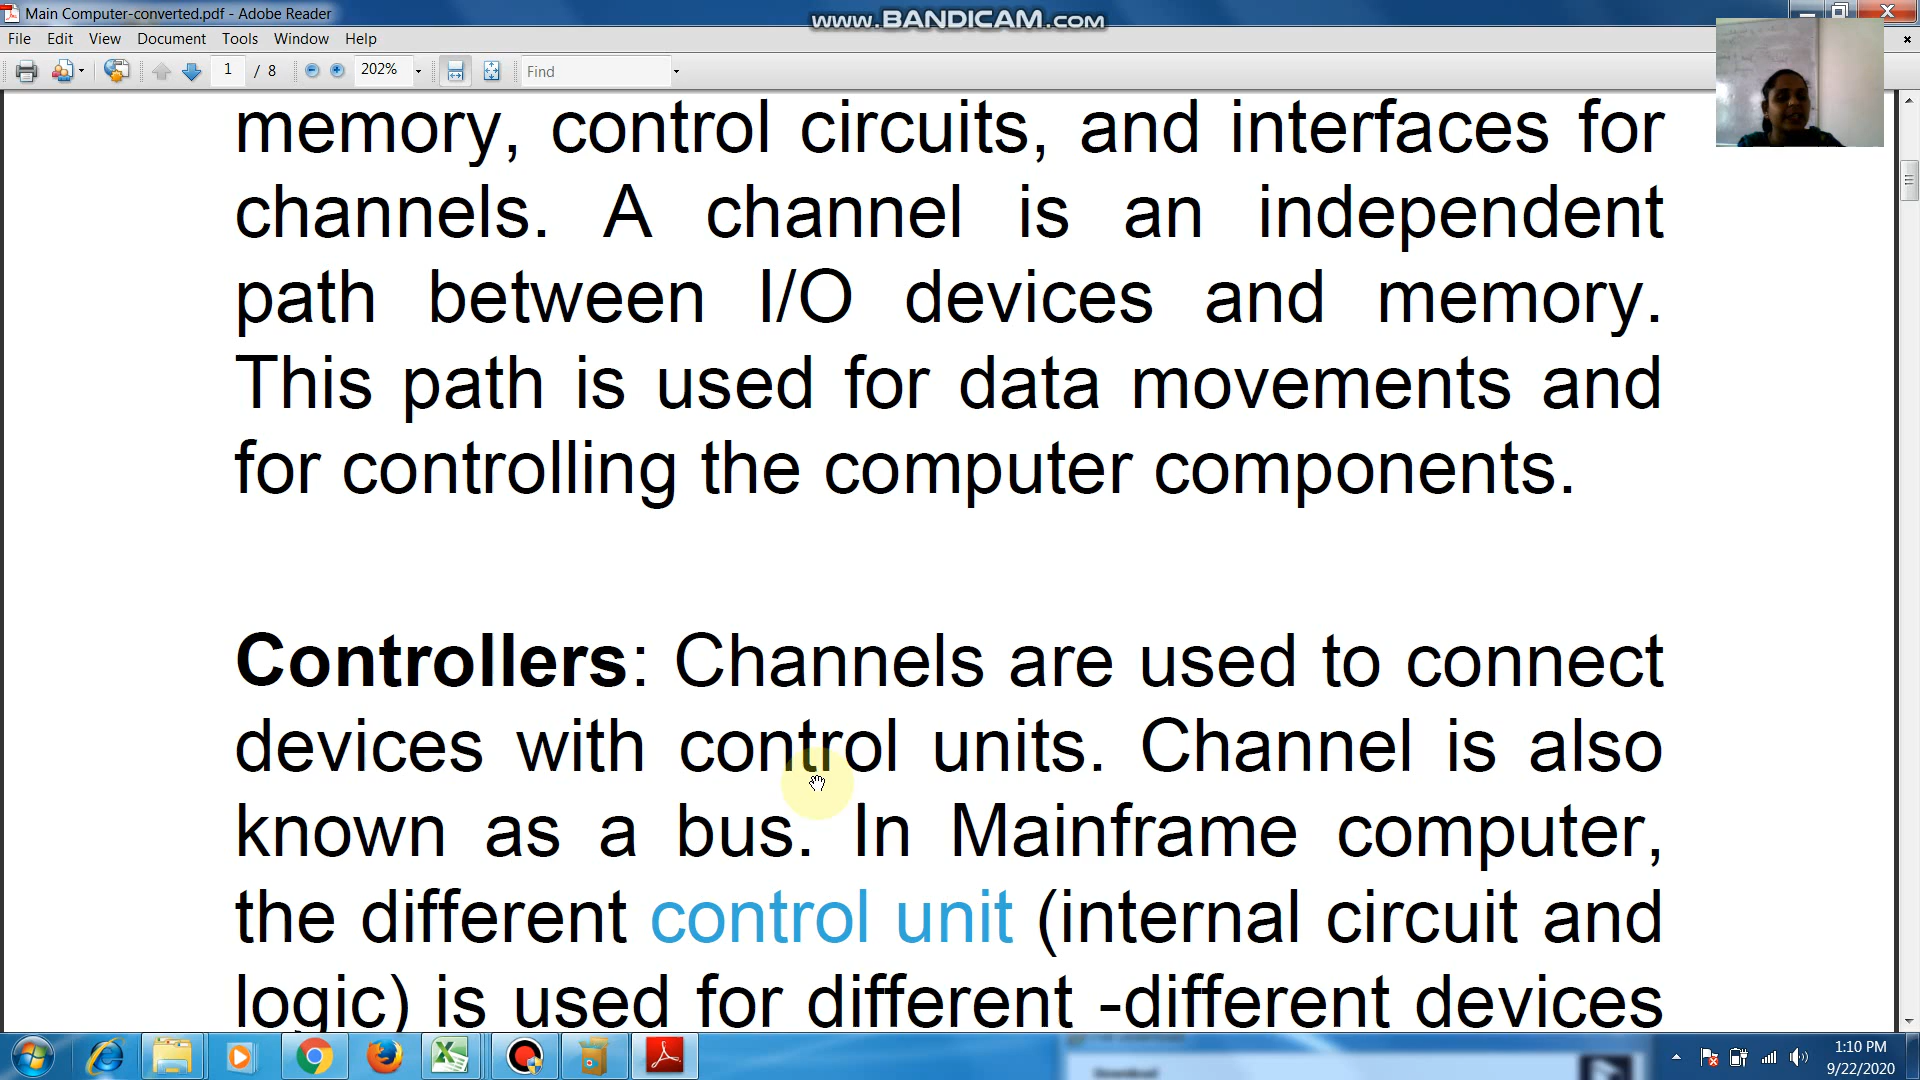 Main Computer-converted.pdf - Adobe Reader
www.BANDICAM.com
File Edit View Document Tools Window Help
1 / 8 202% Find
memory, control circuits, and interfaces for
channels. A channel is an independent
path between I/O devices and memory.
This path is used for data movements and
for controlling the computer components.
Controllers: Channels are used to connect
devices with control units. Channel is also
known as a bus. In Mainframe computer,
the different control unit (internal circuit and
logic) is used for different -different devices
Download
1:10 PM
9/22/2020